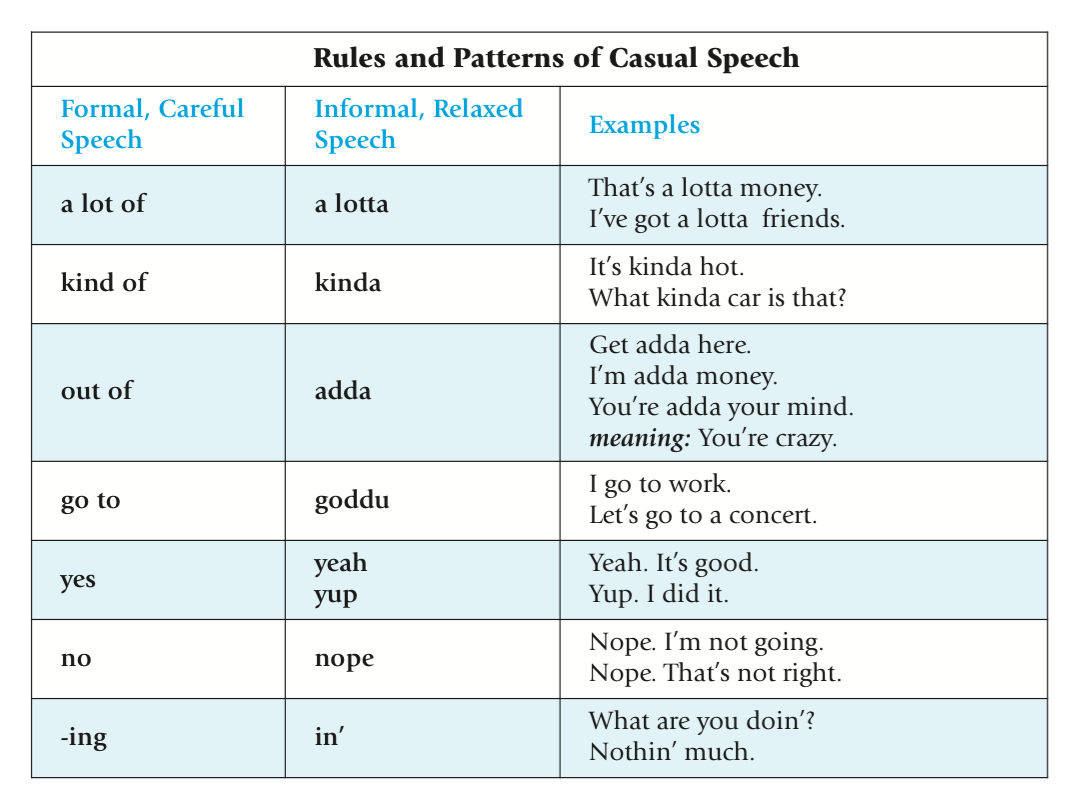 Rules and Patterns of Casual Speech
Formal, Careful
Speech
Informal, Relaxed
Speech
Examples
a lot of
a lotta
That's a lotta money.
I've got a lotta friends.
kind of
kinda
It's kinda hot.
What kinda car is that?
out of
adda
Get adda here.
I'm adda money.
You're adda your mind.
meaning: You're crazy.
go to
goddu
I go to work.
Let's go to a concert.
yes
yeah
yup
Yeah. It's good.
Yup. I did it.
no
nope
Nope. I'm not going.
Nope. That's not right.
-ing
in'
What are you doin'?
Nothin' much.